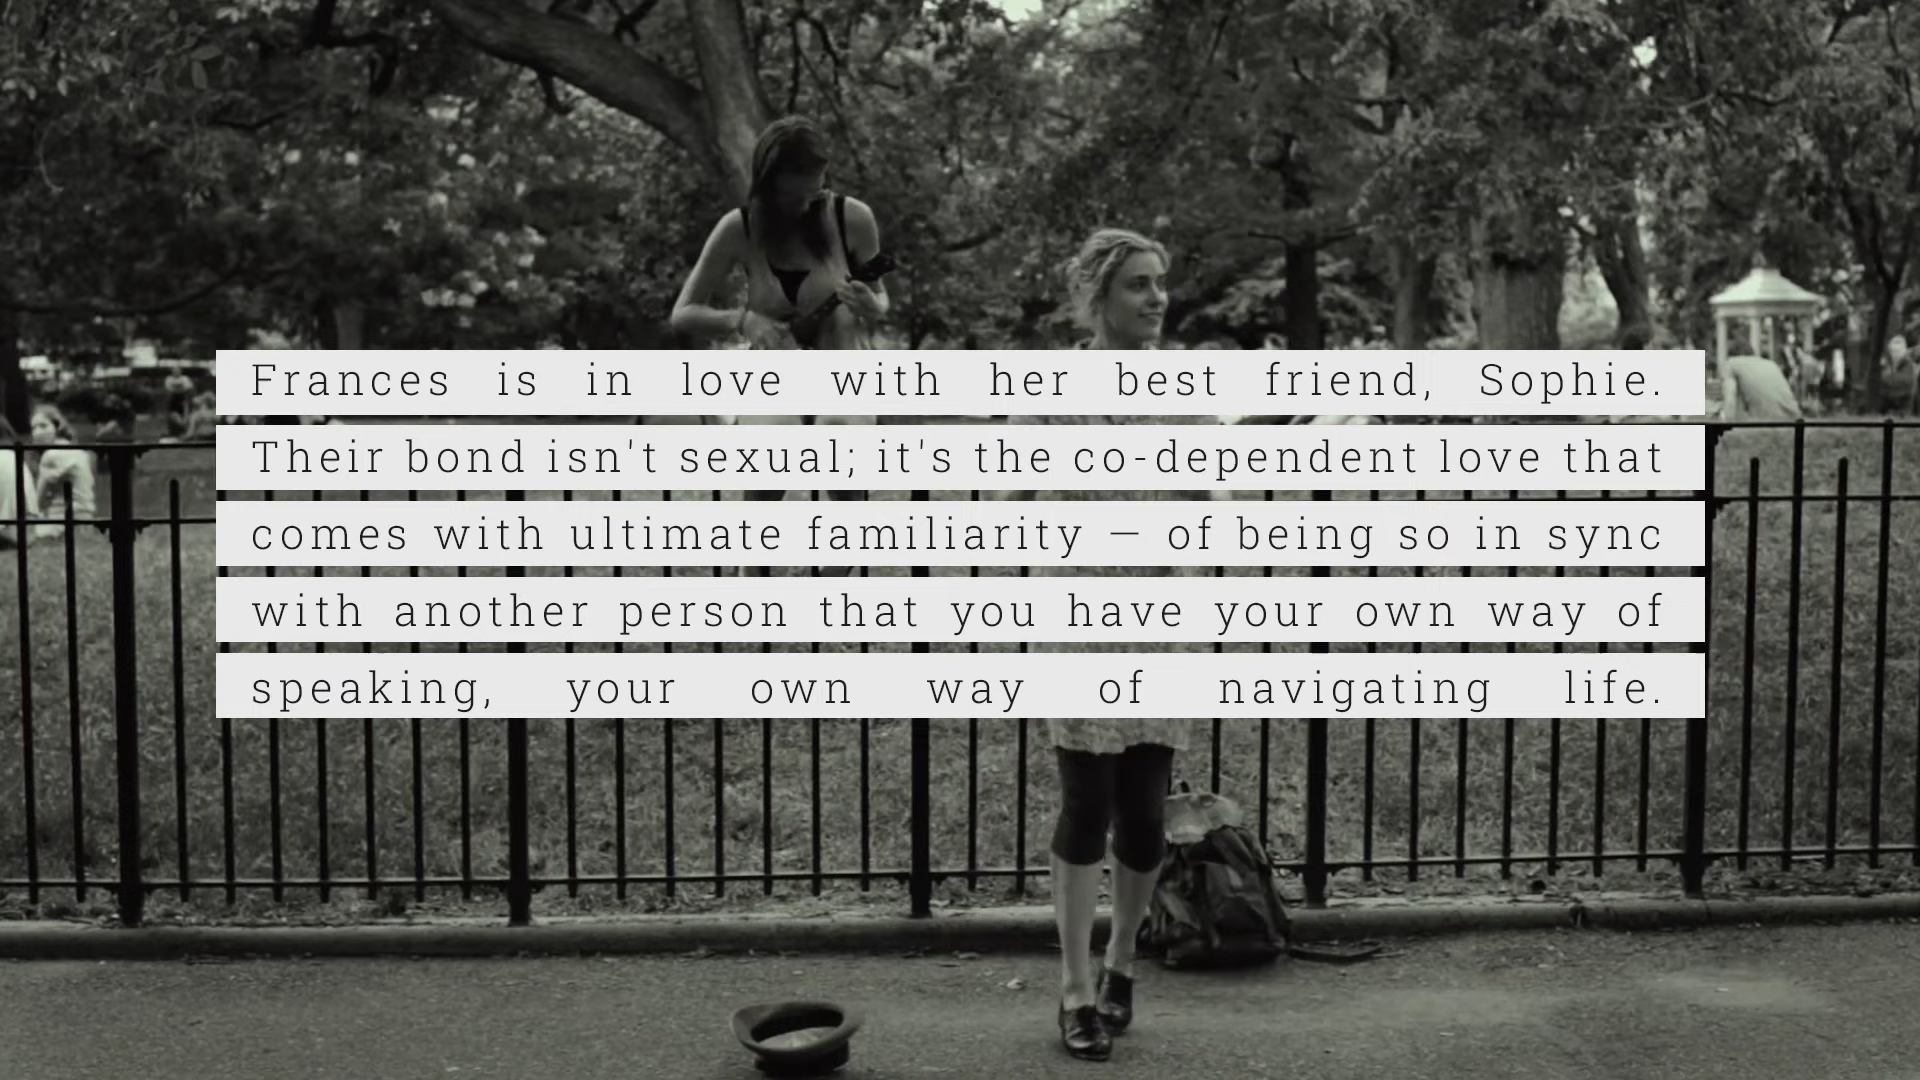 Frances is in love with her best friend, Sophie.
Their bond isn't sexual; it's the co-dependent love that
comes with ultimate familiarity — of being so in sync
with another person that you have your own way of
speaking, your own way of navigating life.